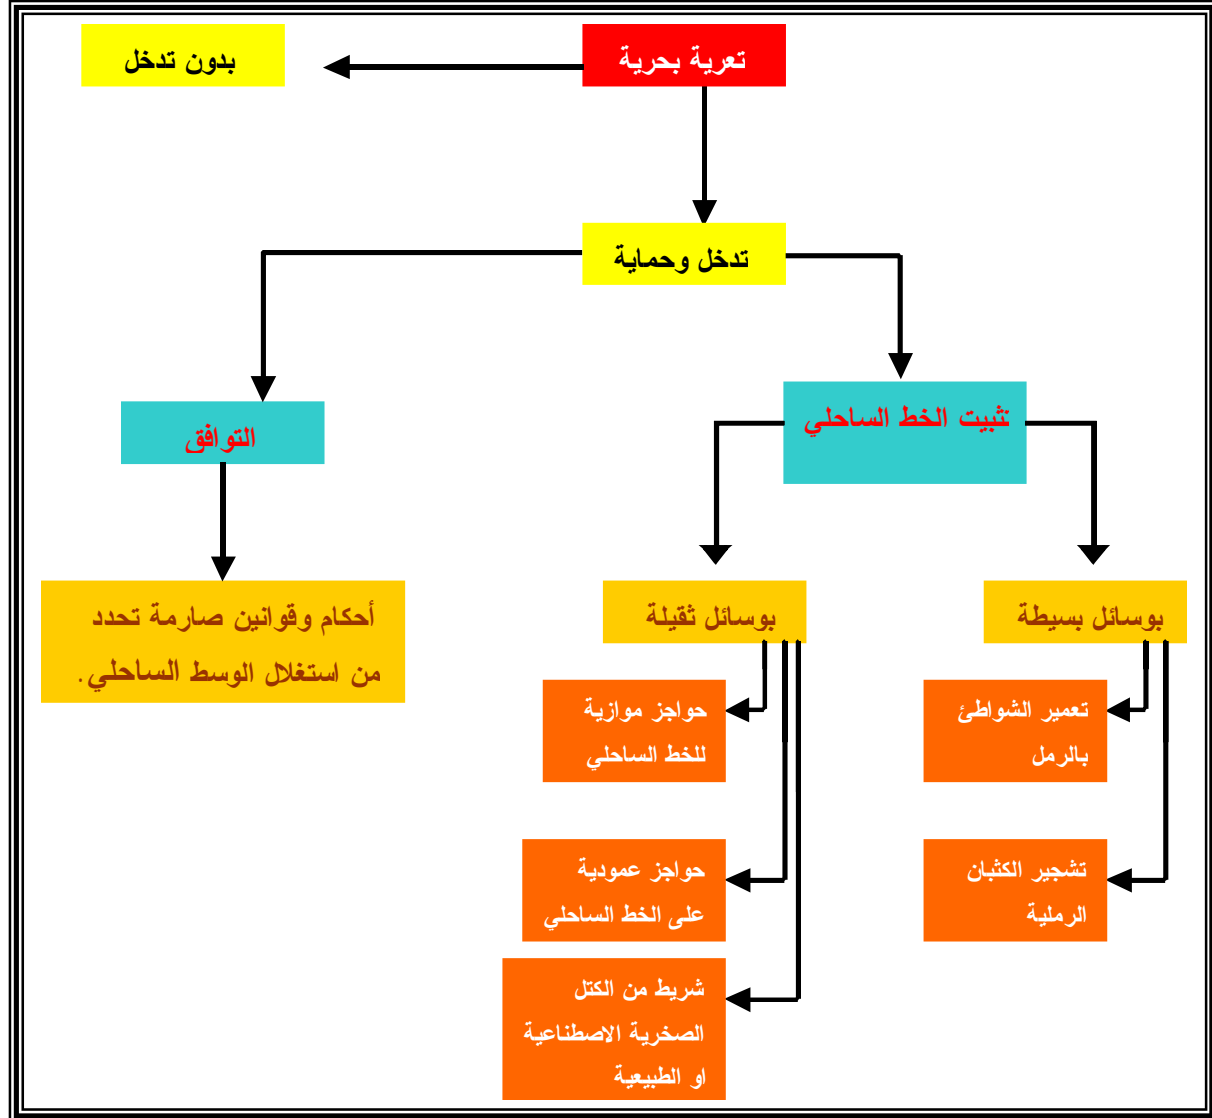 تعرية بحرية
بدون تدخل
تدخل وحماية
تثبيت الخط الساحلي
التوافق
بوسائل بسيطة
بوسائل ثقيلة
أحكام وقوانين صارمة تحدد
من استغلال الوسط الساحلي.
تعمير الشواطئ
بالرمل
حواجز موازية
للخط الساحلي
تشجير الكثبان
الرملية
حواجز عمودية
على الخط الساحلي
شريط من الكتل
الصخرية الاصطناعية
او الطبيعية